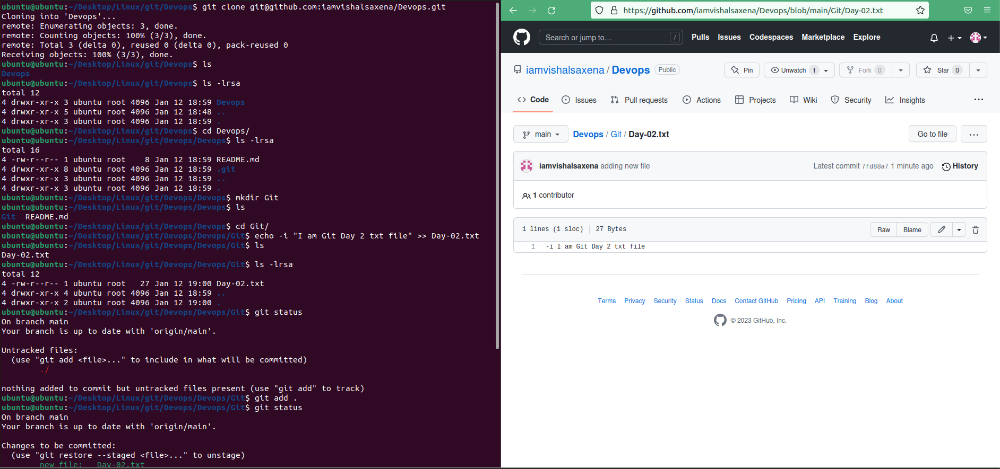 ubuntu@ubuntu:~/Desktop/Linux/git/Devops$ git clone git@github.com:iamvishalsaxena/Devops.git
Cloning into 'Devops'...
remote: Enumerating objects: 3, done.
remote: Counting objects: 100% (3/3), done.
remote: Total 3 (delta 0), reused 0 (delta 0), pack-reused 0
Receiving objects: 100% (3/3), done.
ubuntu@ubuntu:~/Desktop/Linux/git/Devops$ ls
Devops
ubuntu@ubuntu:~/Desktop/Linux/git/Devops$ ls -lrsa
total 12
4 drwxr-xr-x 3 ubuntu root 4096 Jan 12 18:59 Devops
4 drwxr-xr-x 5 ubuntu root 4096 Jan 12 18:48 ..
4 drwxr-xr-x 3 ubuntu root 4096 Jan 12 18:59 .
ubuntu@ubuntu:~/Desktop/Linux/git/Devops$ cd Devops/
ubuntu@ubuntu:~/Desktop/Linux/git/Devops/Devops$ ls -lrsa
total 16
4 -rw-r--r-- 1 ubuntu root    8 Jan 12 18:59 README.md
4 drwxr-xr-x 8 ubuntu root 4096 Jan 12 18:59 .git
4 drwxr-xr-x 3 ubuntu root 4096 Jan 12 18:59 ..
4 drwxr-xr-x 3 ubuntu root 4096 Jan 12 18:59 .
ubuntu@ubuntu:~/Desktop/Linux/git/Devops/Devops$ mkdir Git
ubuntu@ubuntu:~/Desktop/Linux/git/Devops/Devops$ ls
Git  README.md
ubuntu@ubuntu:~/Desktop/Linux/git/Devops/Devops$ cd Git/
ubuntu@ubuntu:~/Desktop/Linux/git/Devops/Devops/Git$ echo -i "I am Git Day 2 txt file" >> Day-02.txt
ubuntu@ubuntu:~/Desktop/Linux/git/Devops/Devops/Git$ ls
Day-02.txt
ubuntu@ubuntu:~/Desktop/Linux/git/Devops/Devops/Git$ ls -lrsa
total 12
4 -rw-r--r-- 1 ubuntu root   27 Jan 12 19:00 Day-02.txt
4 drwxr-xr-x 4 ubuntu root 4096 Jan 12 18:59 ..
4 drwxr-xr-x 2 ubuntu root 4096 Jan 12 19:00 .
ubuntu@ubuntu:~/Desktop/Linux/git/Devops/Devops/Git$ git status
On branch main
Your branch is up to date with 'origin/main'.
Untracked files:
  (use "git add <file>..." to include in what will be committed)
        ./
nothing added to commit but untracked files present (use "git add" to track)
ubuntu@ubuntu:~/Desktop/Linux/git/Devops/Devops/Git$ git add .
ubuntu@ubuntu:~/Desktop/Linux/git/Devops/Devops/Git$ git status
On branch main
Your branch is up to date with 'origin/main'.
Changes to be committed:
  (use "git restore --staged <file>..." to unstage)
        new file:   Day-02.txt
https://github.com/iamvishalsaxena/Devops/blob/main/Git/Day-02.txt
Search or jump to… / Pulls Issues Codespaces Marketplace Explore
iamvishalsaxena / Devops Public Pin Unwatch 1 Fork 0 Star 0
<> Code Issues Pull requests Actions Projects Wiki Security Insights ...
main Devops / Git / Day-02.txt Go to file ...
iamvishalsaxena adding new file Latest commit 7fd88a7 1 minute ago History
1 contributor
1 lines (1 sloc) 27 Bytes Raw Blame
1 -i I am Git Day 2 txt file
Terms Privacy Security Status Docs Contact GitHub Pricing API Training Blog About
© 2023 GitHub, Inc.